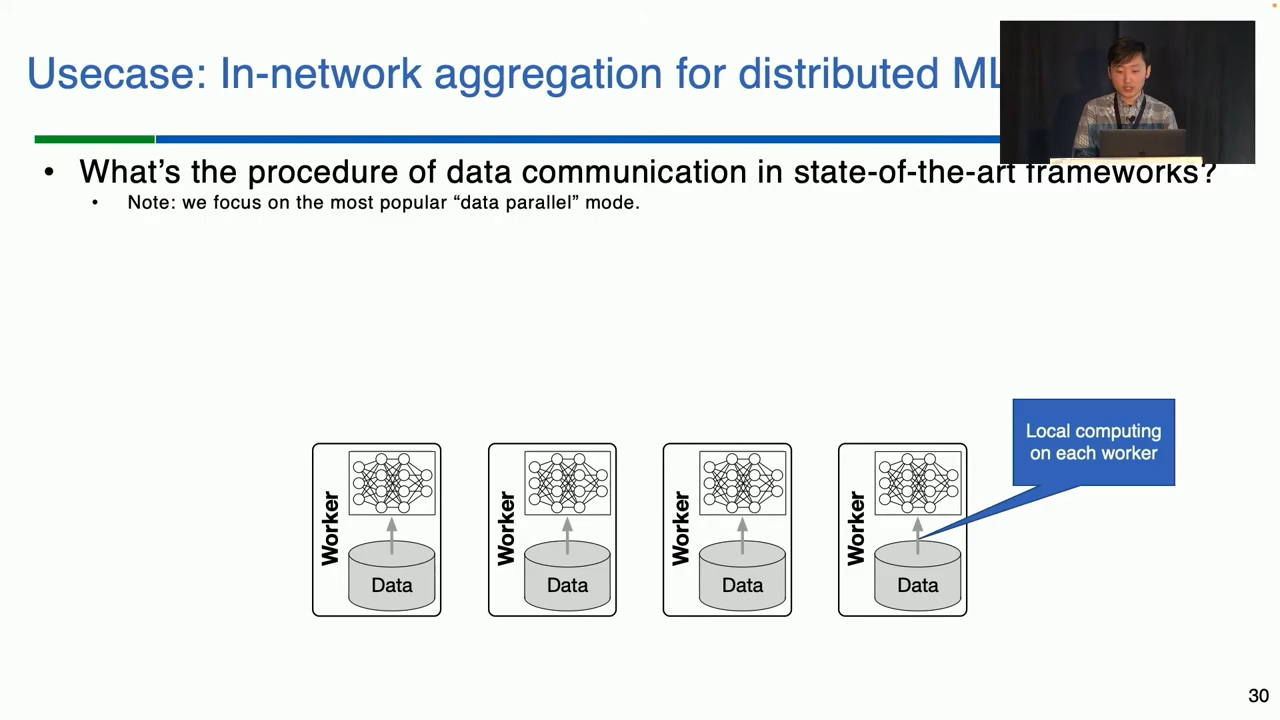 Usecase: In-network aggregation for distributed ML
• What's the procedure of data communication in state-of-the-art frameworks?
• Note: we focus on the most popular “data parallel” mode.
Local computing
on each worker
Worker
Data
Worker
Data
Worker
Data
Worker
Data
30